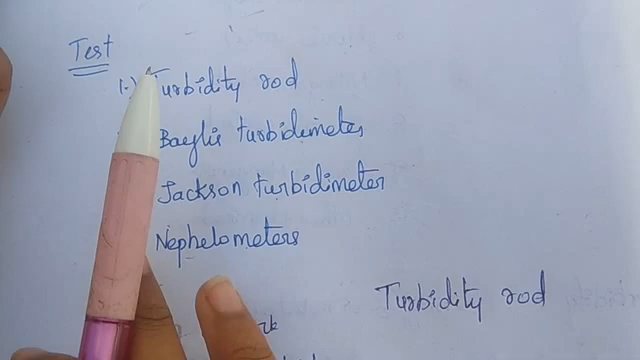 Test
1.) Turbidity rod
Baylis turbidimeter
Jackson turbidimeter
Nephelometers
Turbidity rod